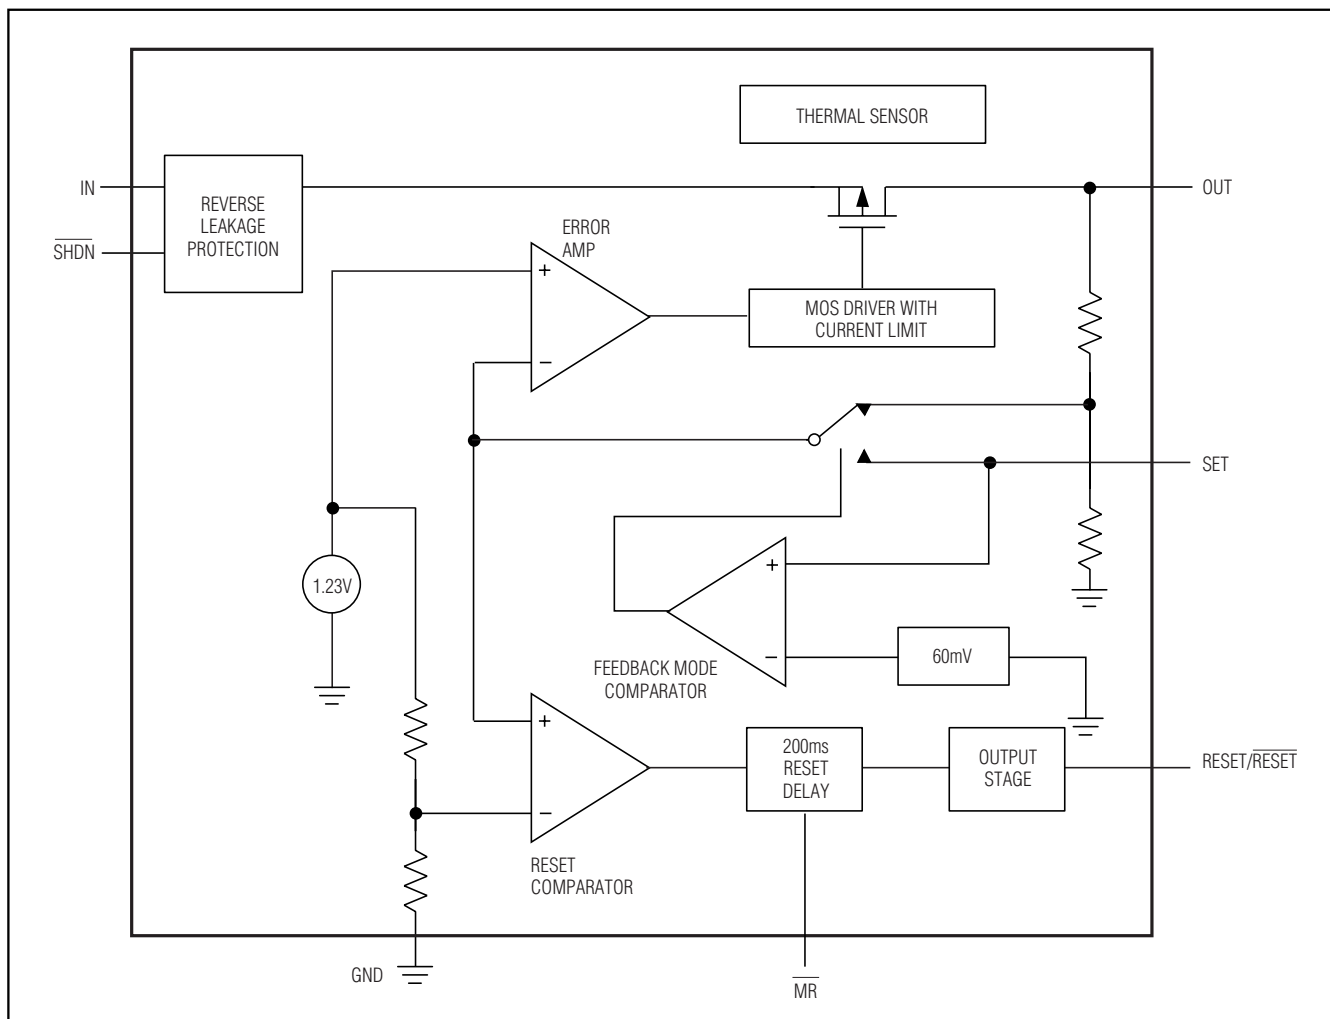 THERMAL SENSOR
IN
REVERSE
LEAKAGE
PROTECTION
SHDN
OUT
ERROR
AMP
+
−
MOS DRIVER WITH
CURRENT LIMIT
SET
1.23V
+
−
FEEDBACK MODE
COMPARATOR
60mV
+
−
RESET
COMPARATOR
200ms
RESET
DELAY
OUTPUT
STAGE
RESET/RESET
GND
MR